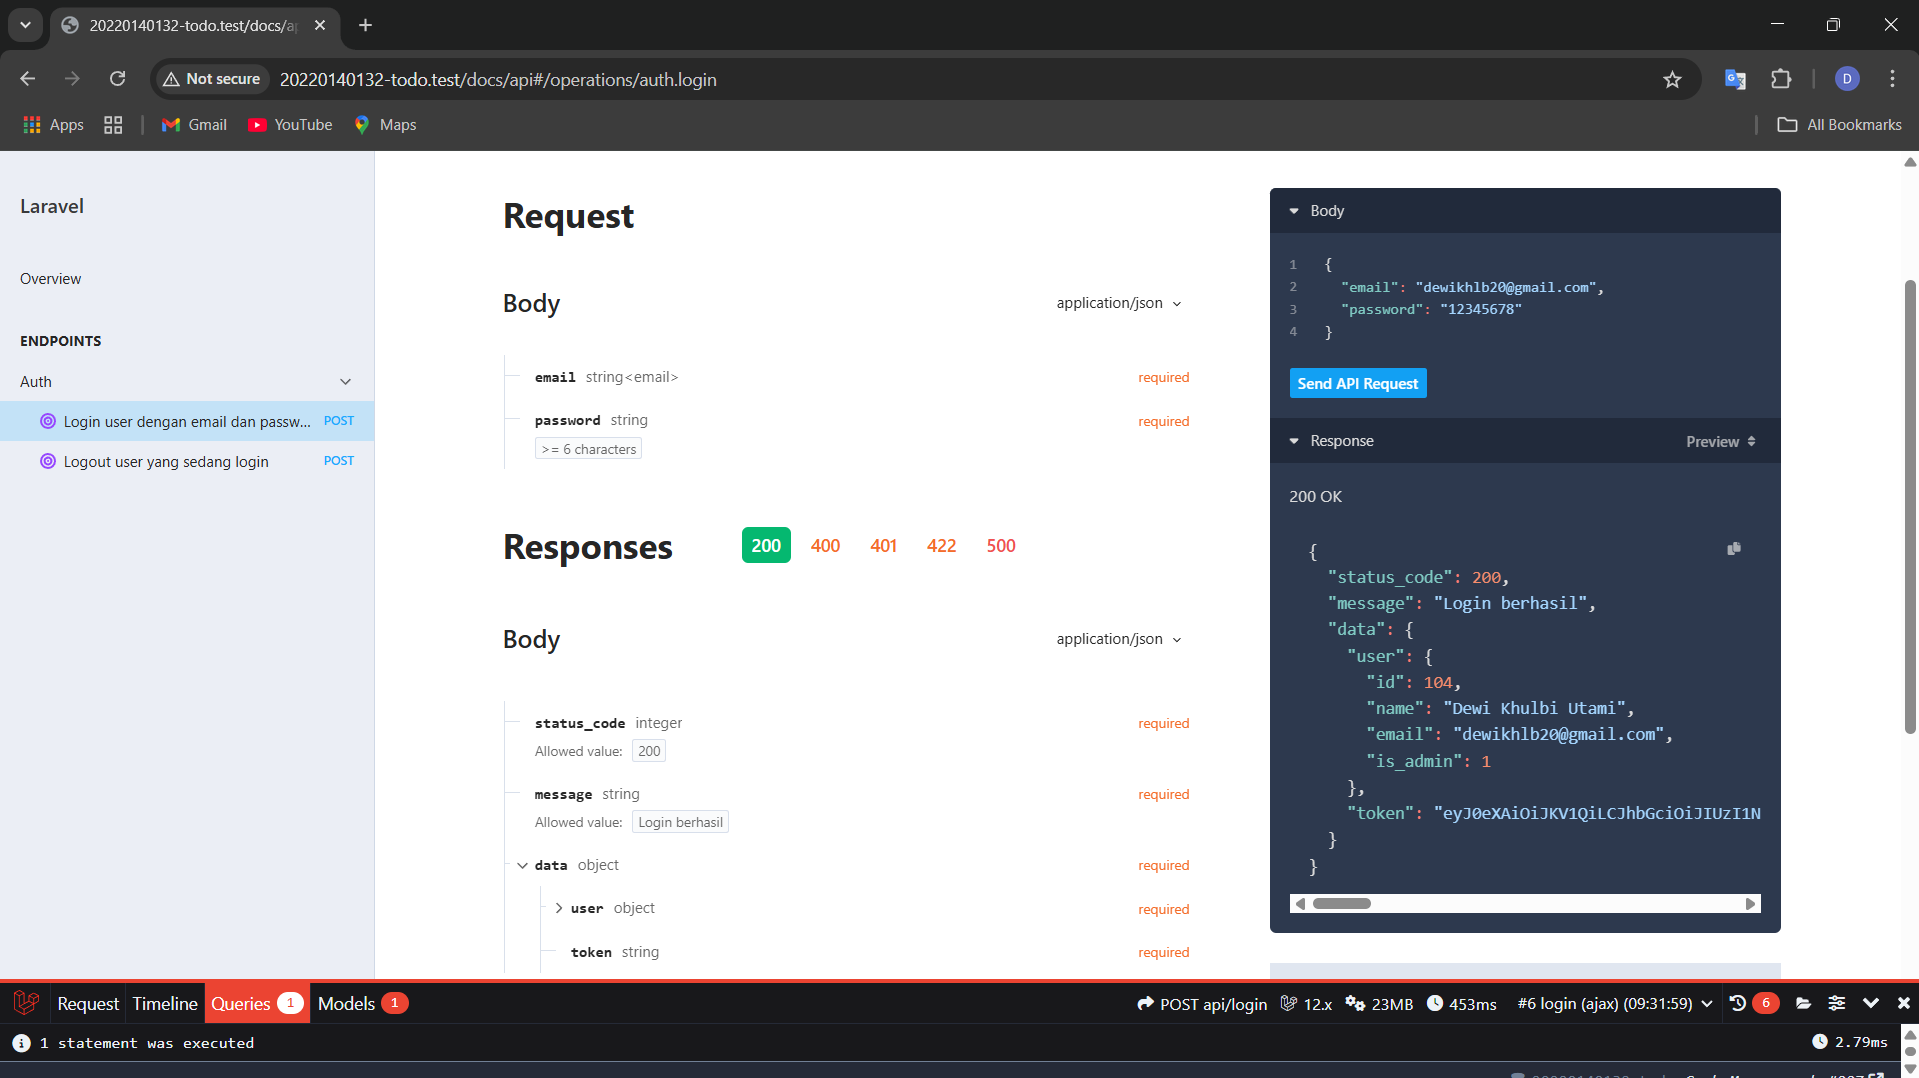 20220140132-todo.test/docs/ap
Not secure
20220140132-todo.test/docs/api#/operations/auth.login
D
Apps
Gmail
YouTube
Maps
All Bookmarks
Laravel
Overview
ENDPOINTS
Auth
Login user dengan email dan passw... POST
Logout user yang sedang login POST
Request
Body application/json
email string<email> required
password string required
>= 6 characters
Responses 200 400 401 422 500
Body application/json
status_code integer required
Allowed value: 200
message string required
Allowed value: Login berhasil
data object required
user object required
token string required
Body
1 {
2 "email": "dewikhlb20@gmail.com",
3 "password": "12345678"
4 }
Send API Request
Response Preview
200 OK
{
"status_code": 200,
"message": "Login berhasil",
"data": {
"user": {
"id": 104,
"name": "Dewi Khulbi Utami",
"email": "dewikhlb20@gmail.com",
"is_admin": 1
},
"token": "eyJ0eXAiOiJKV1QiLCJhbGciOiJIUzI1N
}
}
Request Timeline Queries 1 Models 1 POST api/login 12.x 23MB 453ms #6 login (ajax) (09:31:59) 6
1 statement was executed 2.79ms